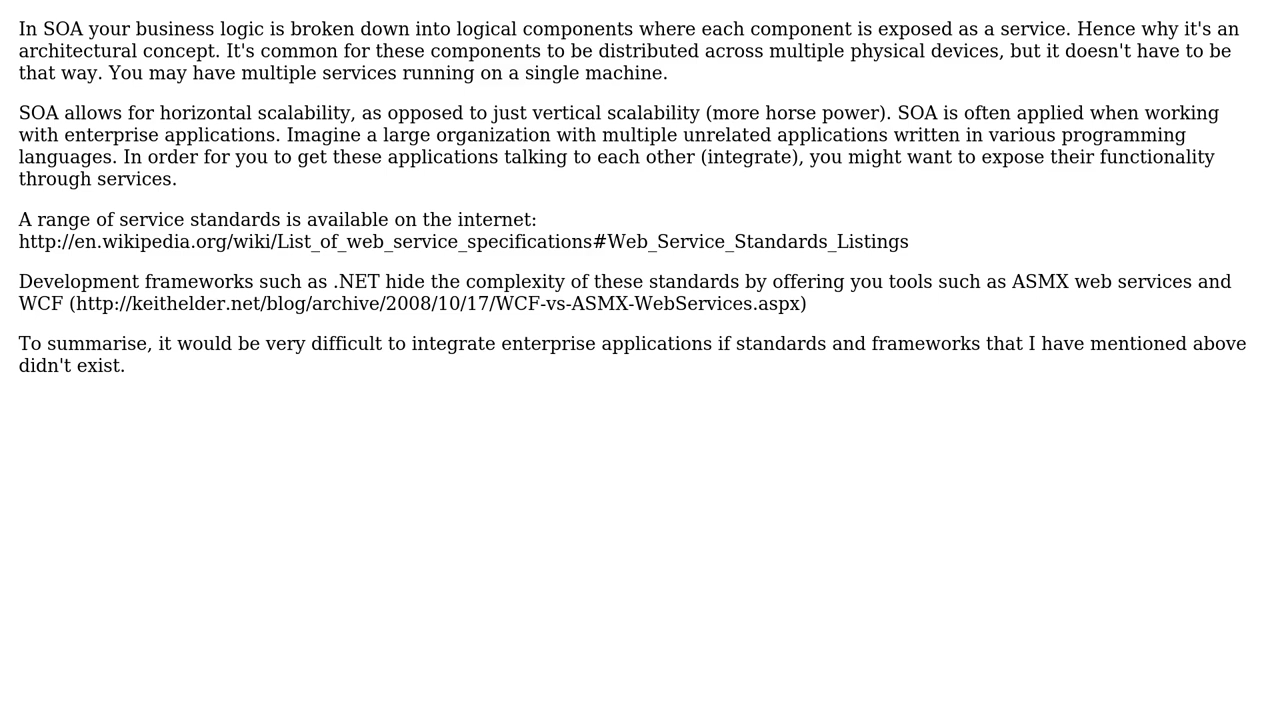 In SOA your business logic is broken down into logical components where each component is exposed as a service. Hence why it's an
architectural concept. It's common for these components to be distributed across multiple physical devices, but it doesn't have to be
that way. You may have multiple services running on a single machine.
SOA allows for horizontal scalability, as opposed to just vertical scalability (more horse power). SOA is often applied when working
with enterprise applications. Imagine a large organization with multiple unrelated applications written in various programming
languages. In order for you to get these applications talking to each other (integrate), you might want to expose their functionality
through services.
A range of service standards is available on the internet:
http://en.wikipedia.org/wiki/List_of_web_service_specifications#Web_Service_Standards_Listings
Development frameworks such as .NET hide the complexity of these standards by offering you tools such as ASMX web services and
WCF (http://keithelder.net/blog/archive/2008/10/17/WCF-vs-ASMX-WebServices.aspx)
To summarise, it would be very difficult to integrate enterprise applications if standards and frameworks that I have mentioned above
didn't exist.